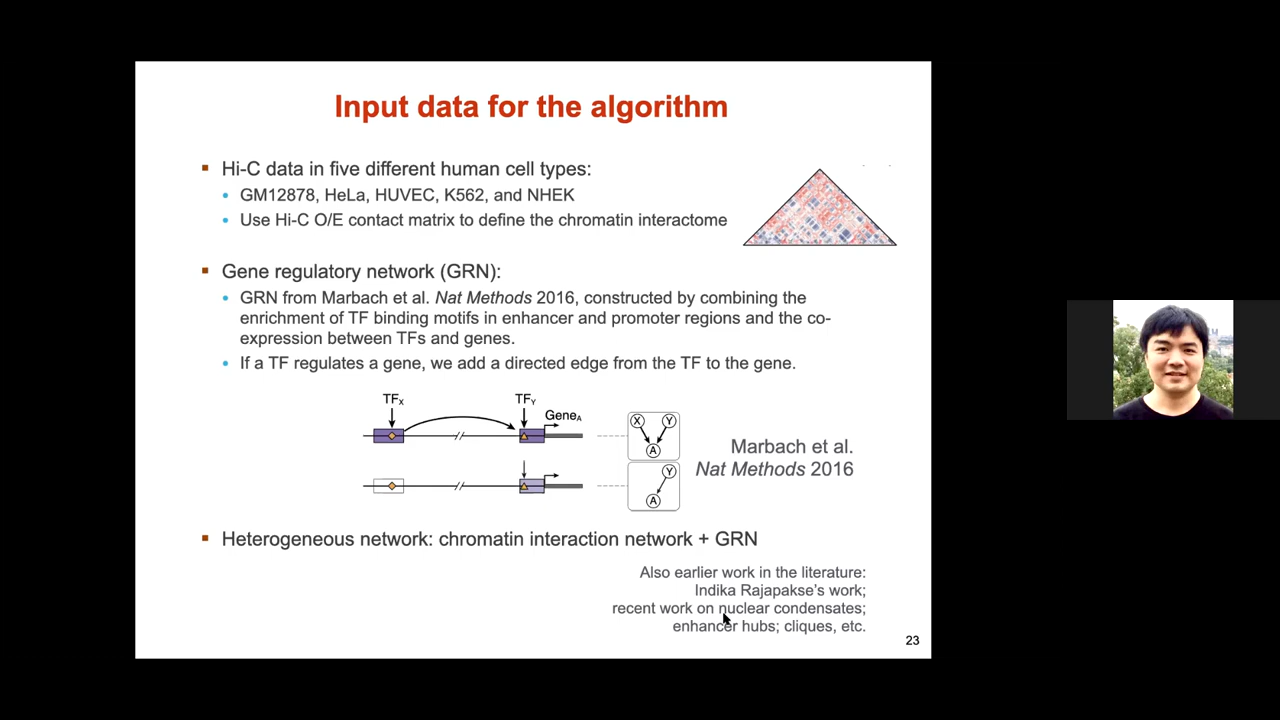 Input data for the algorithm
▪ Hi-C data in five different human cell types:
• GM12878, HeLa, HUVEC, K562, and NHEK
• Use Hi-C O/E contact matrix to define the chromatin interactome
▪ Gene regulatory network (GRN):
• GRN from Marbach et al. Nat Methods 2016, constructed by combining the
enrichment of TF binding motifs in enhancer and promoter regions and the co-
expression between TFs and genes.
• If a TF regulates a gene, we add a directed edge from the TF to the gene.
TFX TFY
GeneA
X Y
A
Y
A
Marbach et al.
Nat Methods 2016
▪ Heterogeneous network: chromatin interaction network + GRN
Also earlier work in the literature:
Indika Rajapakse's work;
recent work on nuclear condensates;
enhancer hubs; cliques, etc.
23